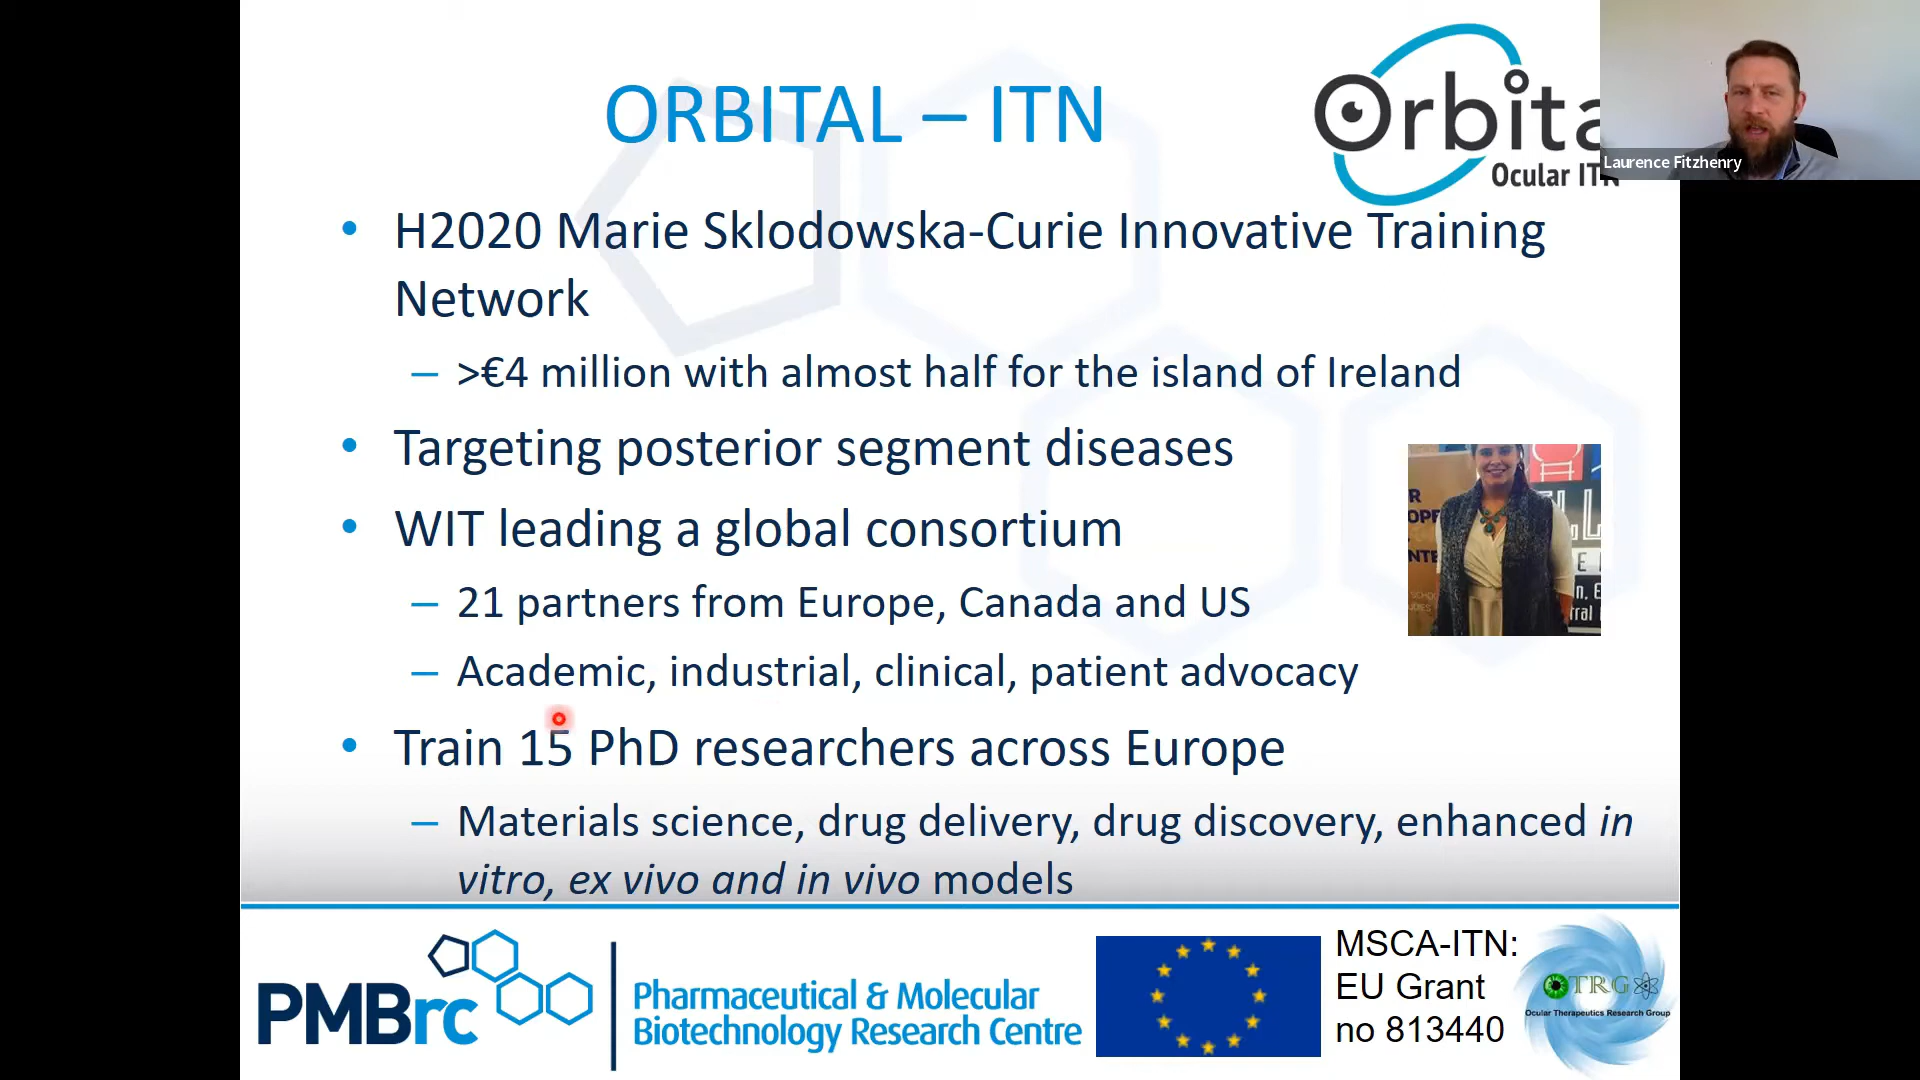 ORBITAL – ITN
Orbita
Ocular ITN
Laurence Fitzhenry
• H2020 Marie Sklodowska-Curie Innovative Training
Network
– >€4 million with almost half for the island of Ireland
• Targeting posterior segment diseases
• WIT leading a global consortium
– 21 partners from Europe, Canada and US
– Academic, industrial, clinical, patient advocacy
• Train 15 PhD researchers across Europe
– Materials science, drug delivery, drug discovery, enhanced in
vitro, ex vivo and in vivo models
PMBrc
Pharmaceutical & Molecular
Biotechnology Research Centre
MSCA-ITN:
EU Grant
no 813440
OTRG
Ocular Therapeutics Research Group